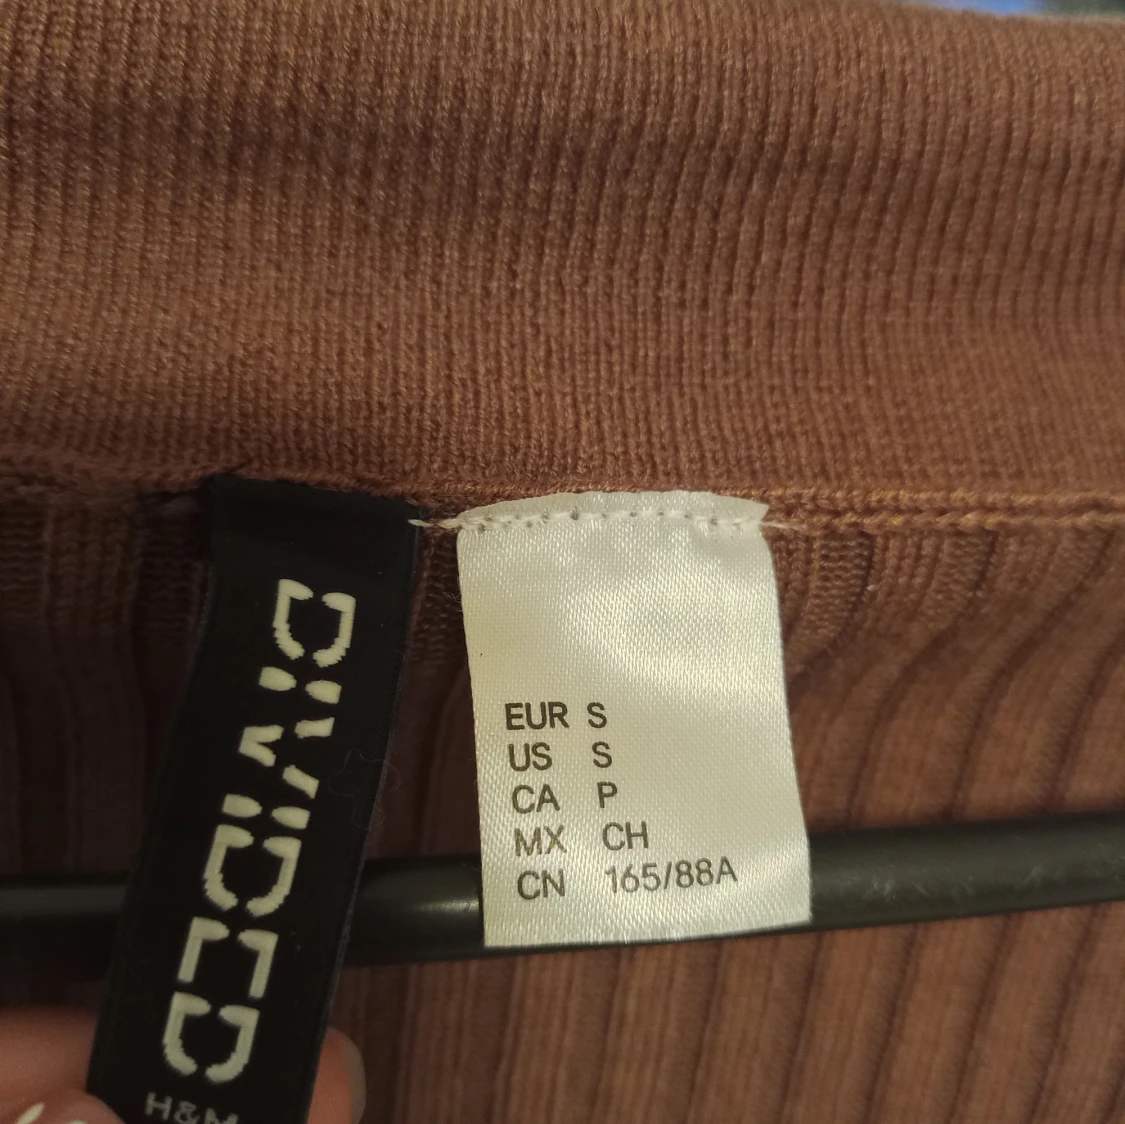 DIVIDED
H&M
EUR S
US S
CA P
MX CH
CN 165/88A